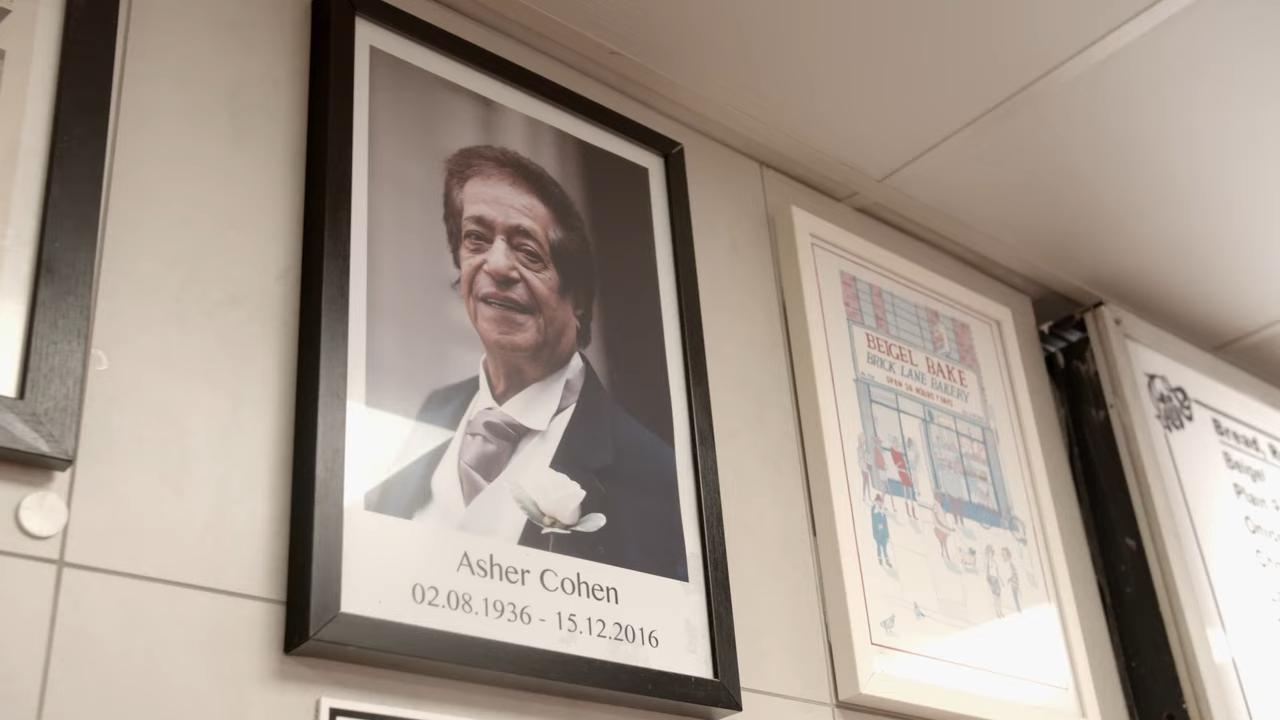 Asher Cohen
02.08.1936 - 15.12.2016
BEIGEL BAKE
BRICK LANE BAKERY
OPEN 24 HOURS 7 DAYS
Bread,
Beigel
Plain